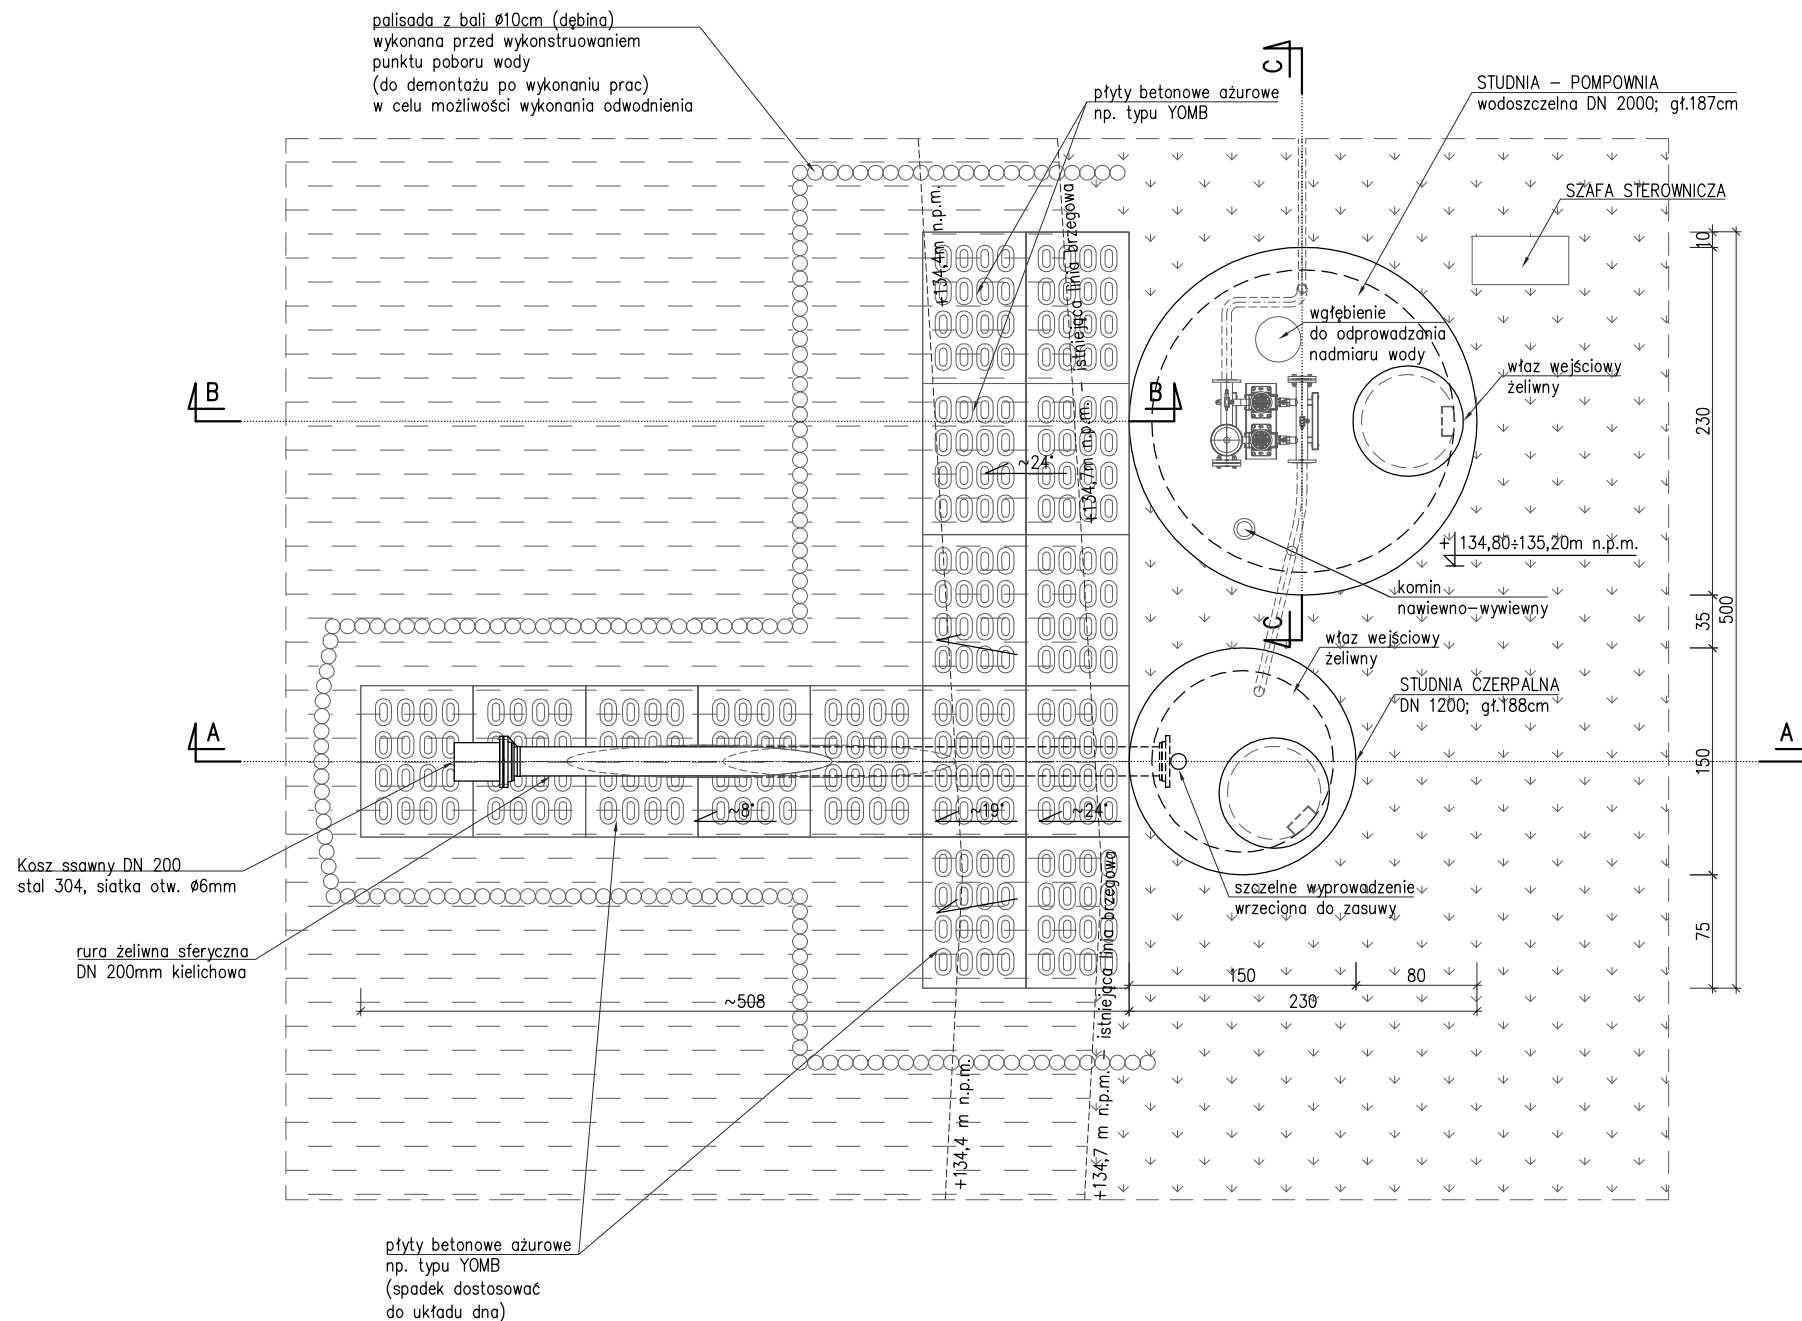 palisada z bali Ø10cm (dębina)
wykonana przed wykonstruowaniem
punktu poboru wody
(do demontażu po wykonaniu prac)
w celu możliwości wykonania odwodnienia
płyty betonowe ażurowe
np. typu YOMB
C
STUDNIA – POMPOWNIA
wodoszczelna DN 2000; gł.187cm
SZAFA STEROWNICZA
+134,4m n.p.m.
istniejąca linia brzegowa
+134,7m n.p.m. –
10
wgłębienie
do odprowadzania
nadmiaru wody
właz wejściowy
żeliwny
B
B
230
~24°
+ 134,80÷135,20m n.p.m.
komin
nawiewno–wywiewny
35
500
C
właz wejściowy
żeliwny
STUDNIA CZERPALNA
DN 1200; gł.188cm
A
A
150
~8°
~19°
~24°
Kosz ssawny DN 200
stal 304, siatka otw. Ø6mm
szczelne wyprowadzenie
wrzeciona do zasuwy
rura żeliwna sferyczna
DN 200mm kielichowa
75
150
80
~508
230
istniejąca linia brzegowa
+134,4 m n.p.m.
+134,7 m n.p.m. –
płyty betonowe ażurowe
np. typu YOMB
(spadek dostosować
do układu dna)